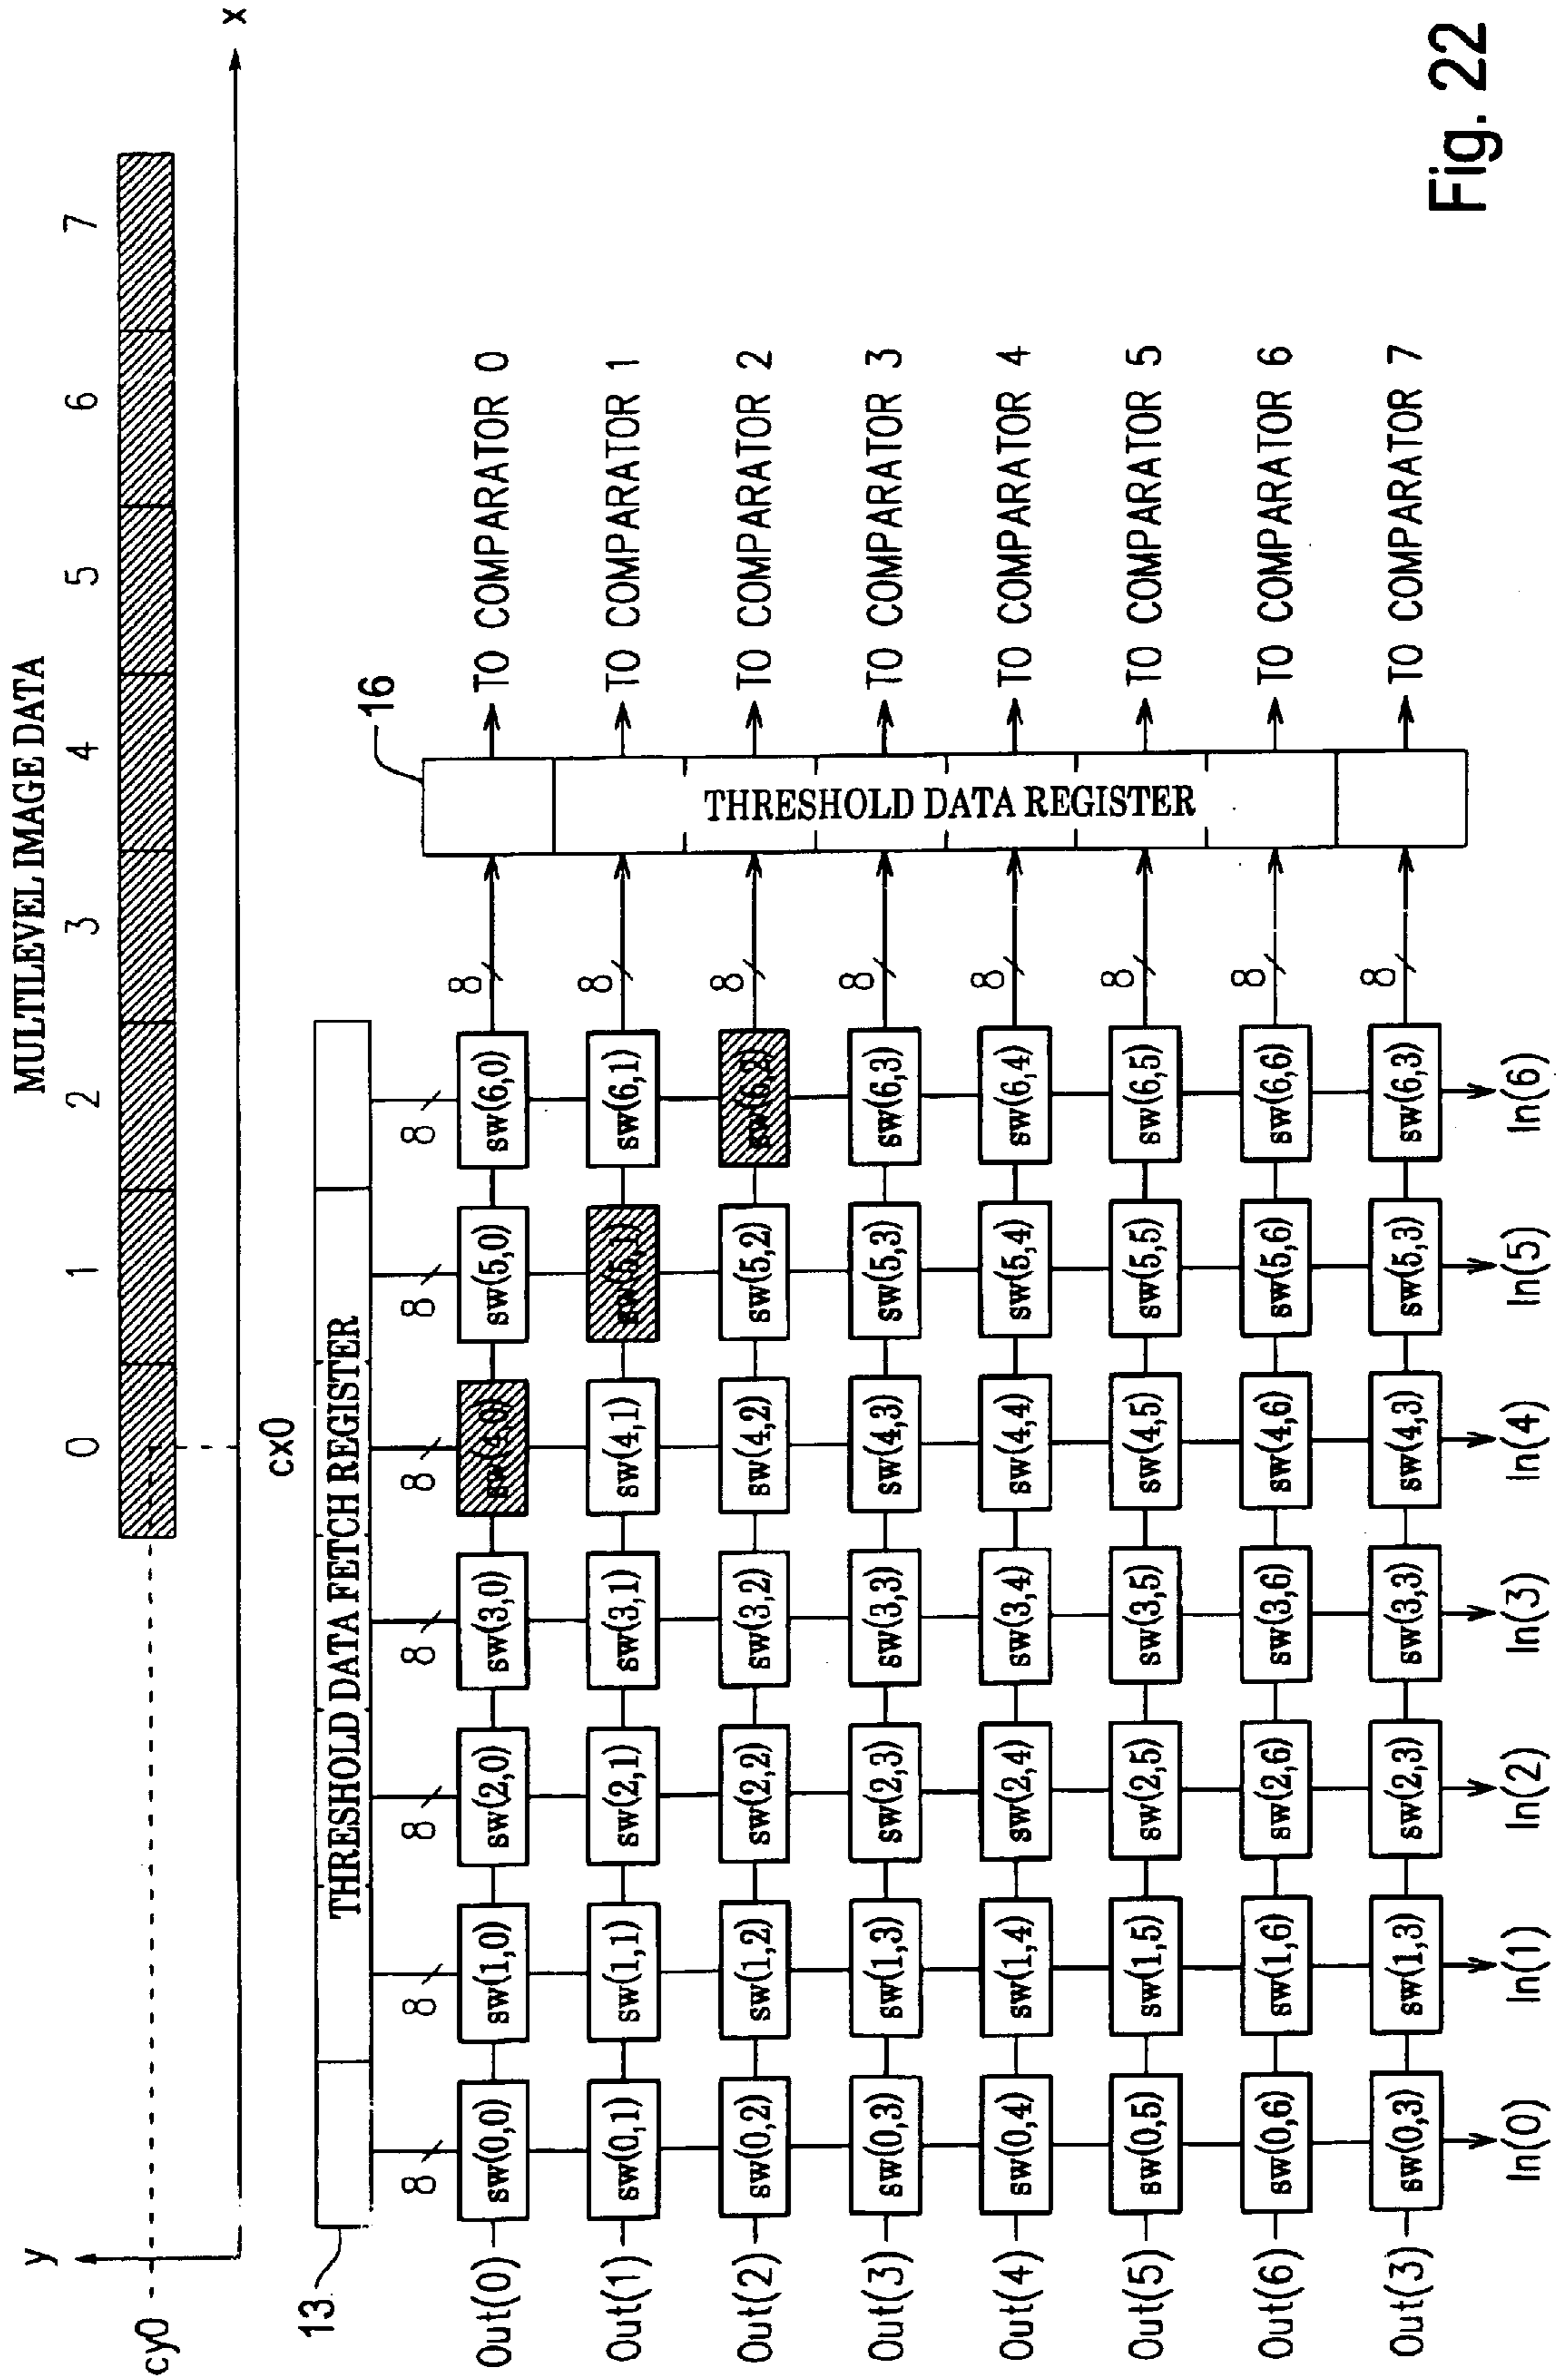 MULTILEVEL IMAGE DATA
0 1 2 3 4 5 6 7
y
cy0
x
cx0
13
THRESHOLD DATA FETCH REGISTER
16
8 8 8 8 8 8 8
Out(0) sw(0,0) sw(1,0) sw(2,0) sw(3,0) sw(4,0) sw(5,0) sw(6,0) 8 TO COMPARATOR 0
Out(1) sw(0,1) sw(1,1) sw(2,1) sw(3,1) sw(4,1) sw(5,1) sw(6,1) 8 TO COMPARATOR 1
Out(2) sw(0,2) sw(1,2) sw(2,2) sw(3,2) sw(4,2) sw(5,2) sw(6,2) 8 TO COMPARATOR 2
Out(3) sw(0,3) sw(1,3) sw(2,3) sw(3,3) sw(4,3) sw(5,3) sw(6,3) 8 TO COMPARATOR 3
Out(4) sw(0,4) sw(1,4) sw(2,4) sw(3,4) sw(4,4) sw(5,4) sw(6,4) 8 TO COMPARATOR 4
Out(5) sw(0,5) sw(1,5) sw(2,5) sw(3,5) sw(4,5) sw(5,5) sw(6,5) 8 TO COMPARATOR 5
Out(6) sw(0,6) sw(1,6) sw(2,6) sw(3,6) sw(4,6) sw(5,6) sw(6,6) 8 TO COMPARATOR 6
Out(3) sw(0,3) sw(1,3) sw(2,3) sw(3,3) sw(4,3) sw(5,3) sw(6,3) 8 TO COMPARATOR 7
THRESHOLD DATA REGISTER
In(0) In(1) In(2) In(3) In(4) In(5) In(6)
Fig. 22